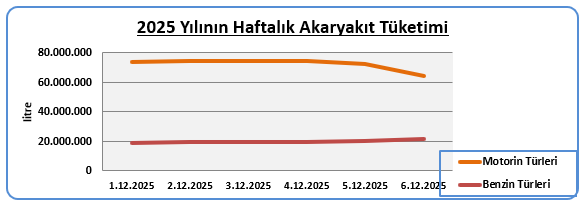 2025 Yılının Haftalık Akaryakıt Tüketimi
litre
80.000.000
60.000.000
40.000.000
20.000.000
0
1.12.2025 2.12.2025 3.12.2025 4.12.2025 5.12.2025 6.12.2025
Motorin Türleri
Benzin Türleri